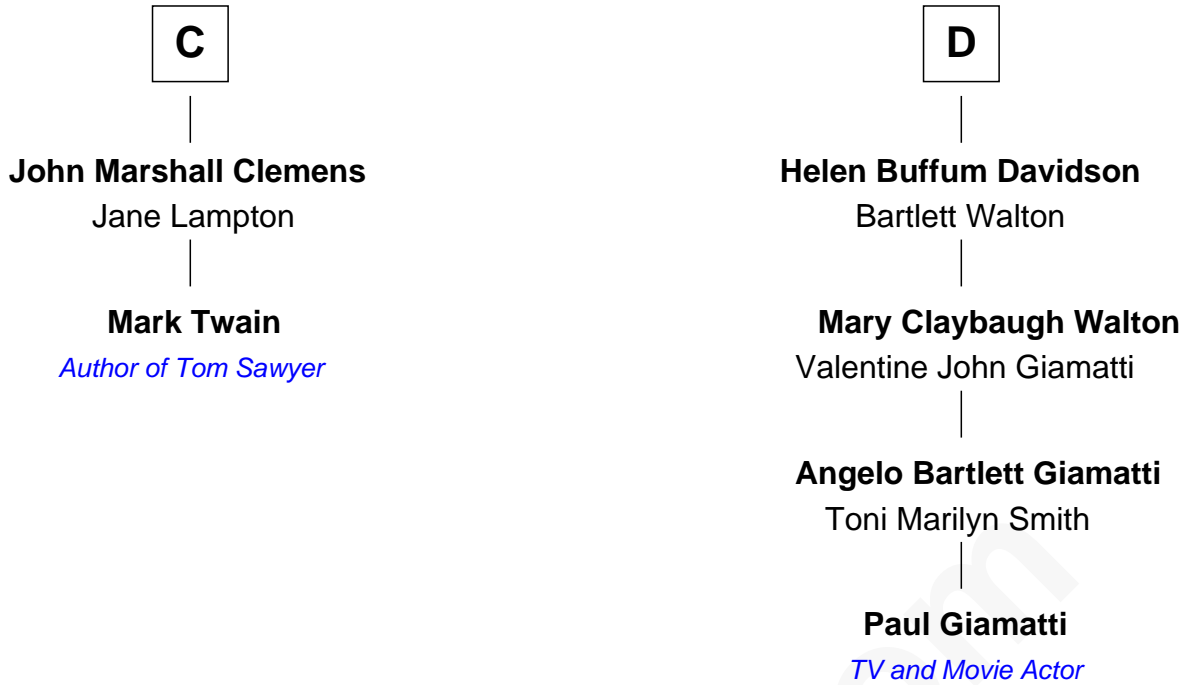 C
John Marshall Clemens
Jane Lampton
Mark Twain
Author of Tom Sawyer
D
Helen Buffum Davidson
Bartlett Walton
Mary Claybaugh Walton
Valentine John Giamatti
Angelo Bartlett Giamatti
Toni Marilyn Smith
Paul Giamatti
TV and Movie Actor